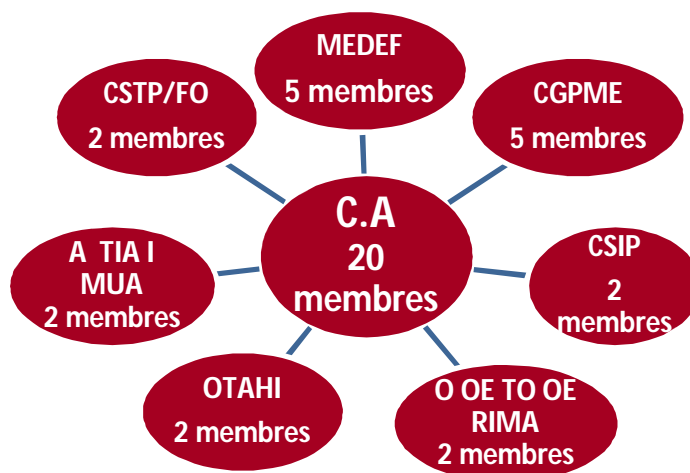 MEDEF
5 membres
CSTP/FO
2 membres
CGPME
5 membres
C.A
20
membres
A TIA I
MUA
2 membres
CSIP
2
membres
OTAHI
2 membres
O OE TO OE
RIMA
2 membres